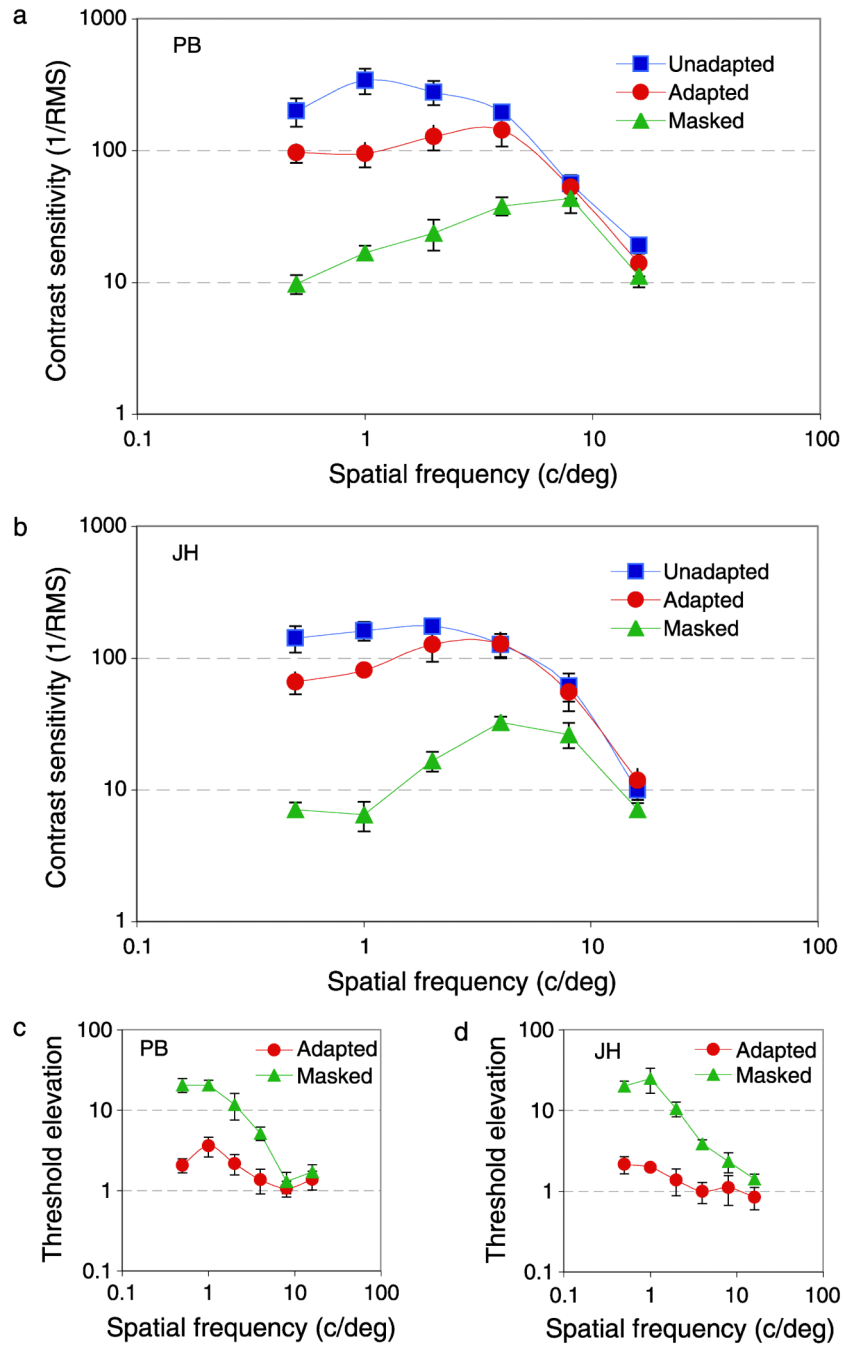 a
PB
1000
100
10
1
0.1
1
10
100
Contrast sensitivity (1/RMS)
Spatial frequency (c/deg)
Unadapted
Adapted
Masked
b
JH
1000
100
10
1
0.1
1
10
100
Contrast sensitivity (1/RMS)
Spatial frequency (c/deg)
Unadapted
Adapted
Masked
c
PB
100
10
1
0.1
0.1
1
10
100
Threshold elevation
Spatial frequency (c/deg)
Adapted
Masked
d
JH
100
10
1
0.1
0.1
1
10
100
Threshold elevation
Spatial frequency (c/deg)
Adapted
Masked